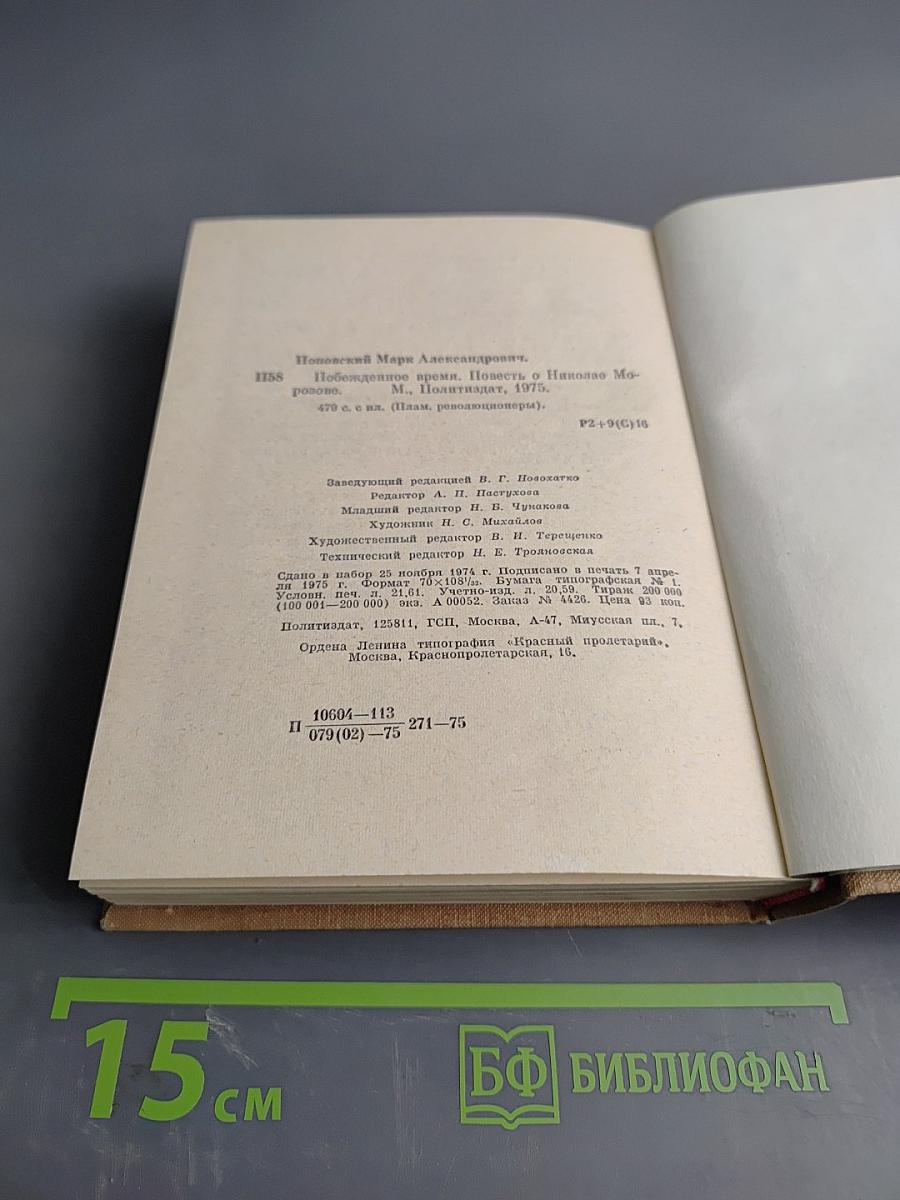 Поповский Марк Александрович.
П58 Побежденное время. Повесть о Николае Мо-
розове. М., Политиздат, 1975.
479 с. с ил. (Плам. революционеры).
Р2+9(С)16
Заведующий редакцией В. Г. Новохатко
Редактор А. П. Пастухова
Младший редактор Н. Б. Чунакова
Художник Н. С. Михайлов
Художественный редактор В. И. Терещенко
Технический редактор Н. Е. Трояновская
Сдано в набор 25 ноября 1974 г. Подписано в печать 7 апре-
ля 1975 г. Формат 70×108¹/₃₂. Бумага типографская № 1.
Условн. печ. л. 21,61. Учетно-изд. л. 20,59. Тираж 200 000
(100 001—200 000) экз. А 00052. Заказ № 4426. Цена 93 коп.
Политиздат, 125811, ГСП, Москва, А-47, Миусская пл., 7.
Ордена Ленина типография «Красный пролетарий».
Москва, Краснопролетарская, 16.
10604—113
П 271—75
079(02)—75
15 см
БФ БИБЛИОФАН